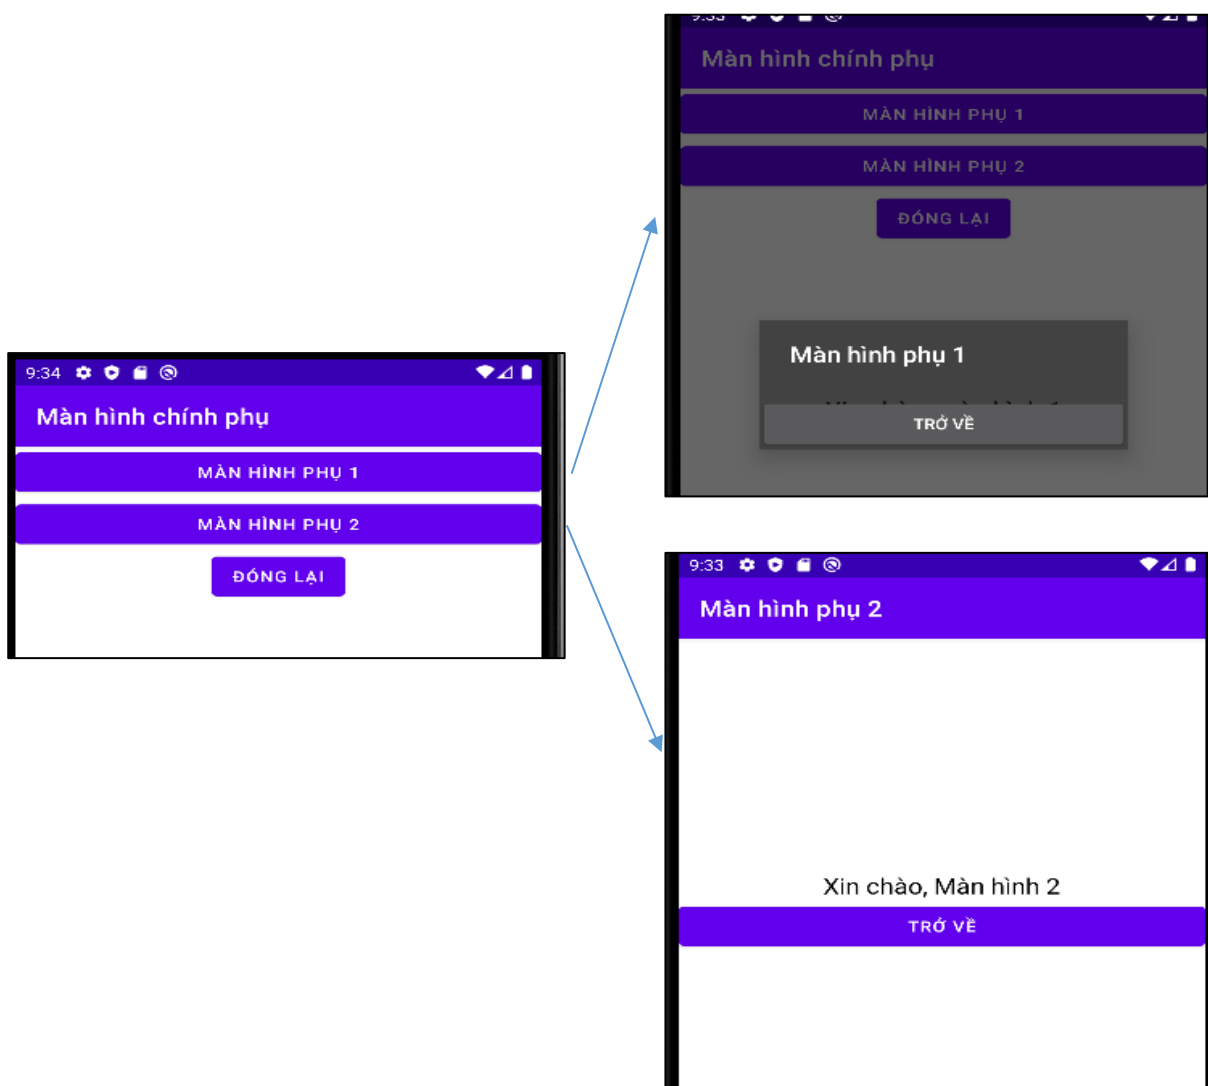 9:34
Màn hình chính phụ
MÀN HÌNH PHỤ 1
MÀN HÌNH PHỤ 2
ĐÓNG LẠI
9:33
Màn hình chính phụ
MÀN HÌNH PHỤ 1
MÀN HÌNH PHỤ 2
ĐÓNG LẠI
Màn hình phụ 1
TRỞ VỀ
9:33
Màn hình phụ 2
Xin chào, Màn hình 2
TRỞ VỀ